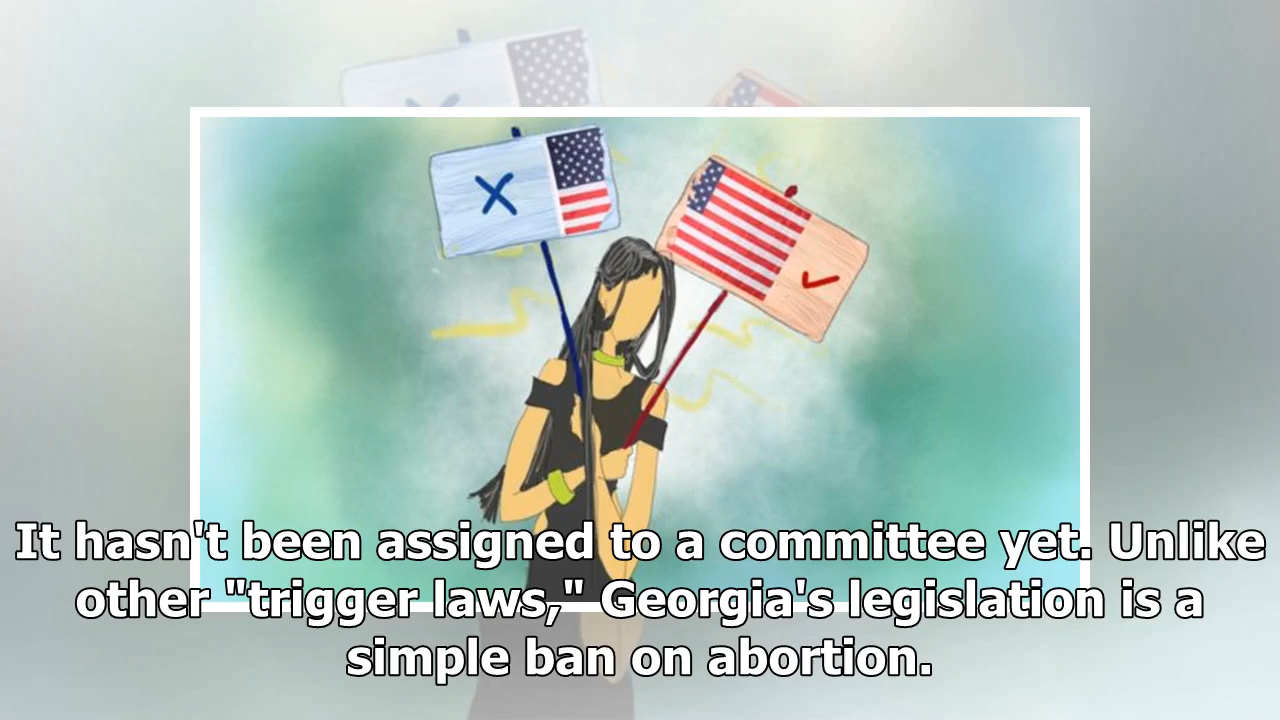 It hasn't been assigned to a committee yet. Unlike
other "trigger laws," Georgia's legislation is a
simple ban on abortion.